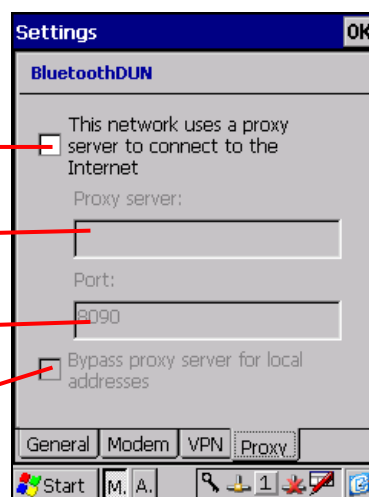 Settings OK
BluetoothDUN
This network uses a proxy
server to connect to the
Internet
Proxy server:
Port:
8090
Bypass proxy server for local
addresses
General Modem VPN Proxy
Start M. A. 1